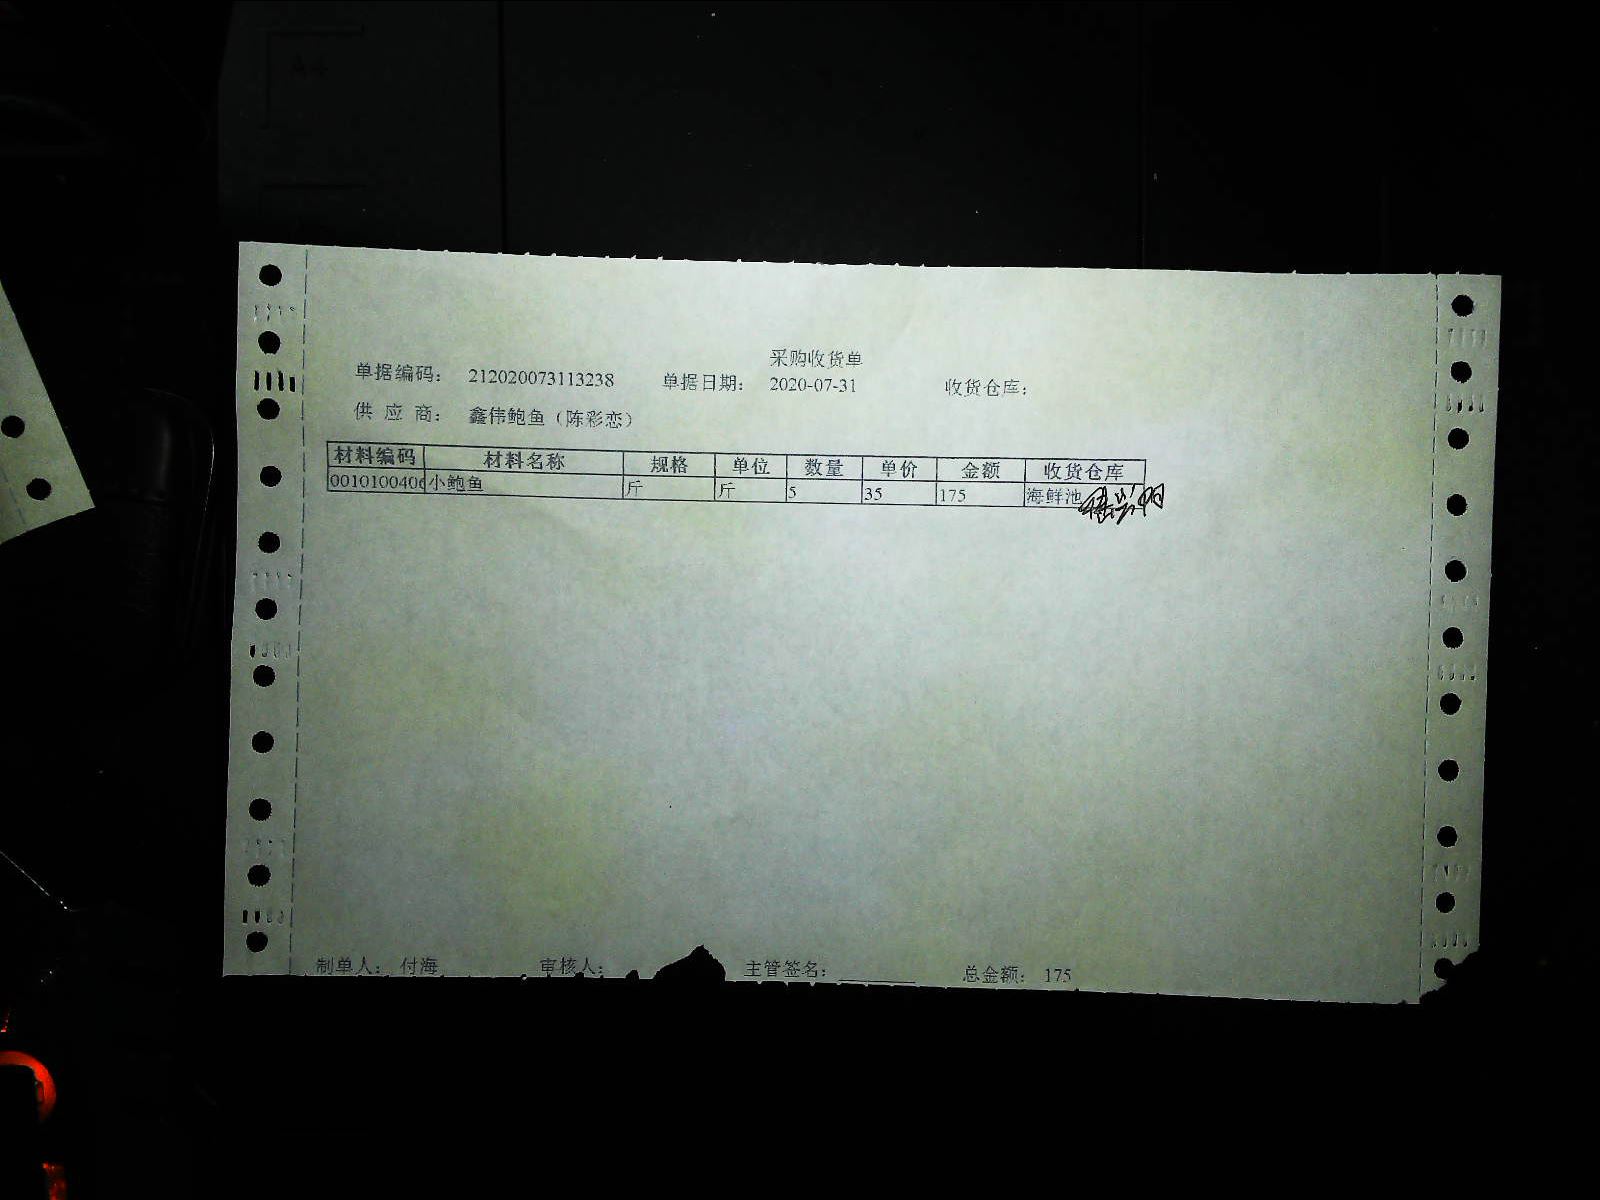 采购收货单
单据编码： 212020073113238 单据日期： 2020-07-31 收货仓库：
供 应 商： 鑫伟鲍鱼（陈彩恋）
材料编码 材料名称 规格 单位 数量 单价 金额 收货仓库
0010100406 小鲍鱼 斤 斤 5 35 175 海鲜池
制单人： 付海 审核人： 主管签名： 总金额： 175